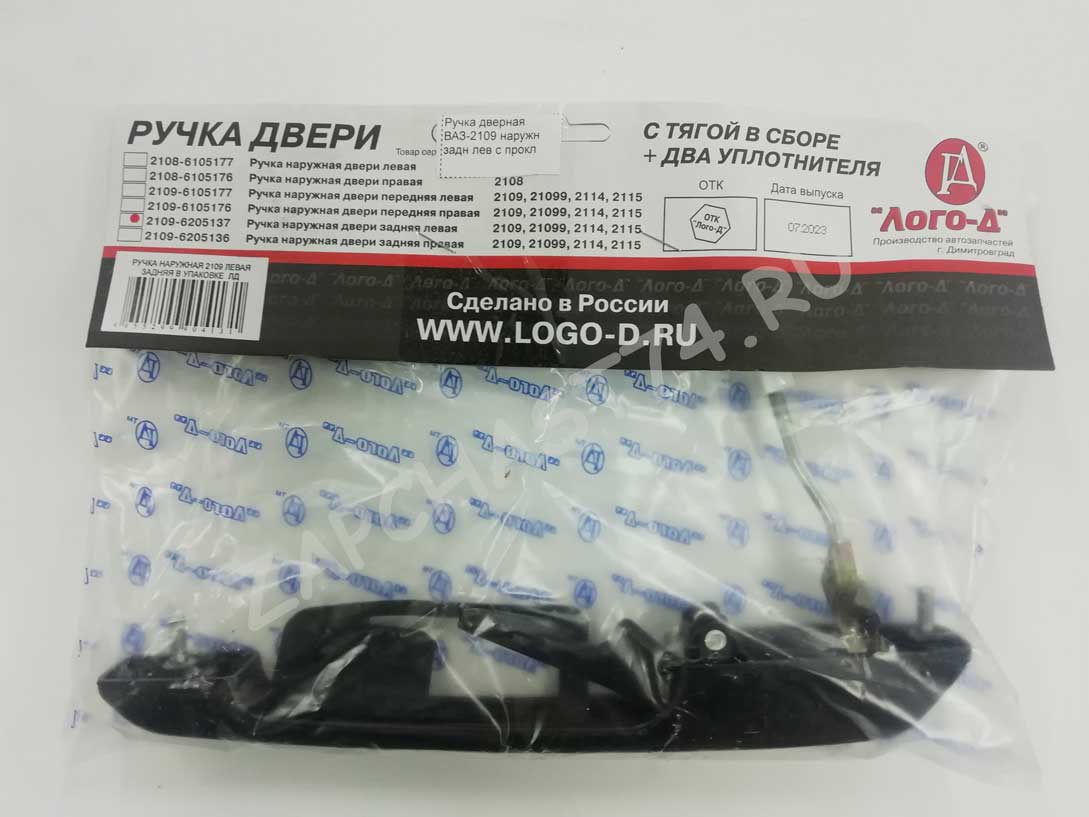 РУЧКА ДВЕРИ
Товар сер
Ручка дверная
ВАЗ-2109 наружн
задн лев с прокл
С ТЯГОЙ В СБОРЕ
+ ДВА УПЛОТНИТЕЛЯ
2108-6105177 Ручка наружная двери левая
2108-6105176 Ручка наружная двери правая 2108
2109-6105177 Ручка наружная двери передняя левая 2109, 21099, 2114, 2115
2109-6105176 Ручка наружная двери передняя правая 2109, 21099, 2114, 2115
2109-6205137 Ручка наружная двери задняя левая 2109, 21099, 2114, 2115
2109-6205136 Ручка наружная двери задняя правая 2109, 21099, 2114, 2115
ОТК
ОТК
"Лого-Д"
Дата выпуска
07.2023
®
"Лого-Д"
Производство автозапчастей
г. Димитровград
РУЧКА НАРУЖНАЯ 2109 ЛЕВАЯ
ЗАДНЯЯ В УПАКОВКЕ ЛД
Сделано в России
WWW.LOGO-D.RU
ZAPCHAST-74.RU